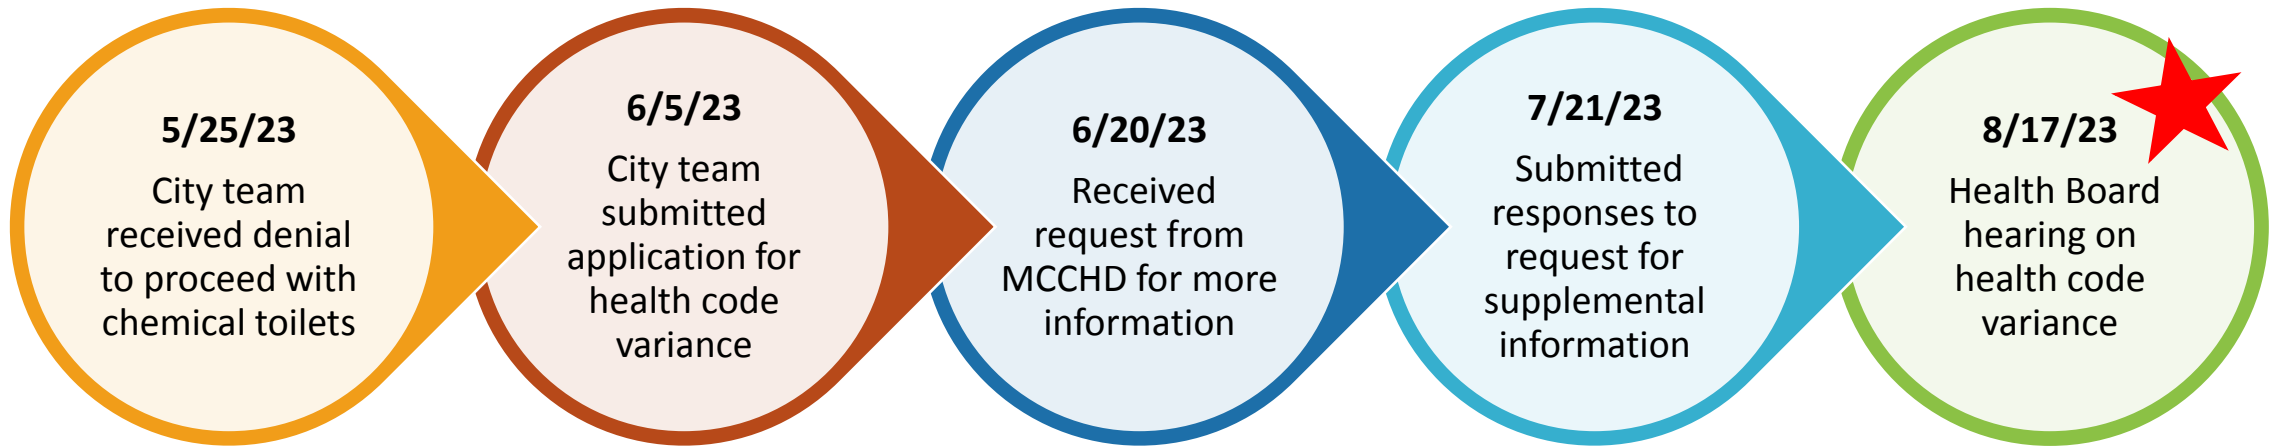 5/25/23
City team
received denial
to proceed with
chemical toilets
6/5/23
City team
submitted
application for
health code
variance
6/20/23
Received
request from
MCCHD for more
information
7/21/23
Submitted
responses to
request for
supplemental
information
8/17/23
Health Board
hearing on
health code
variance